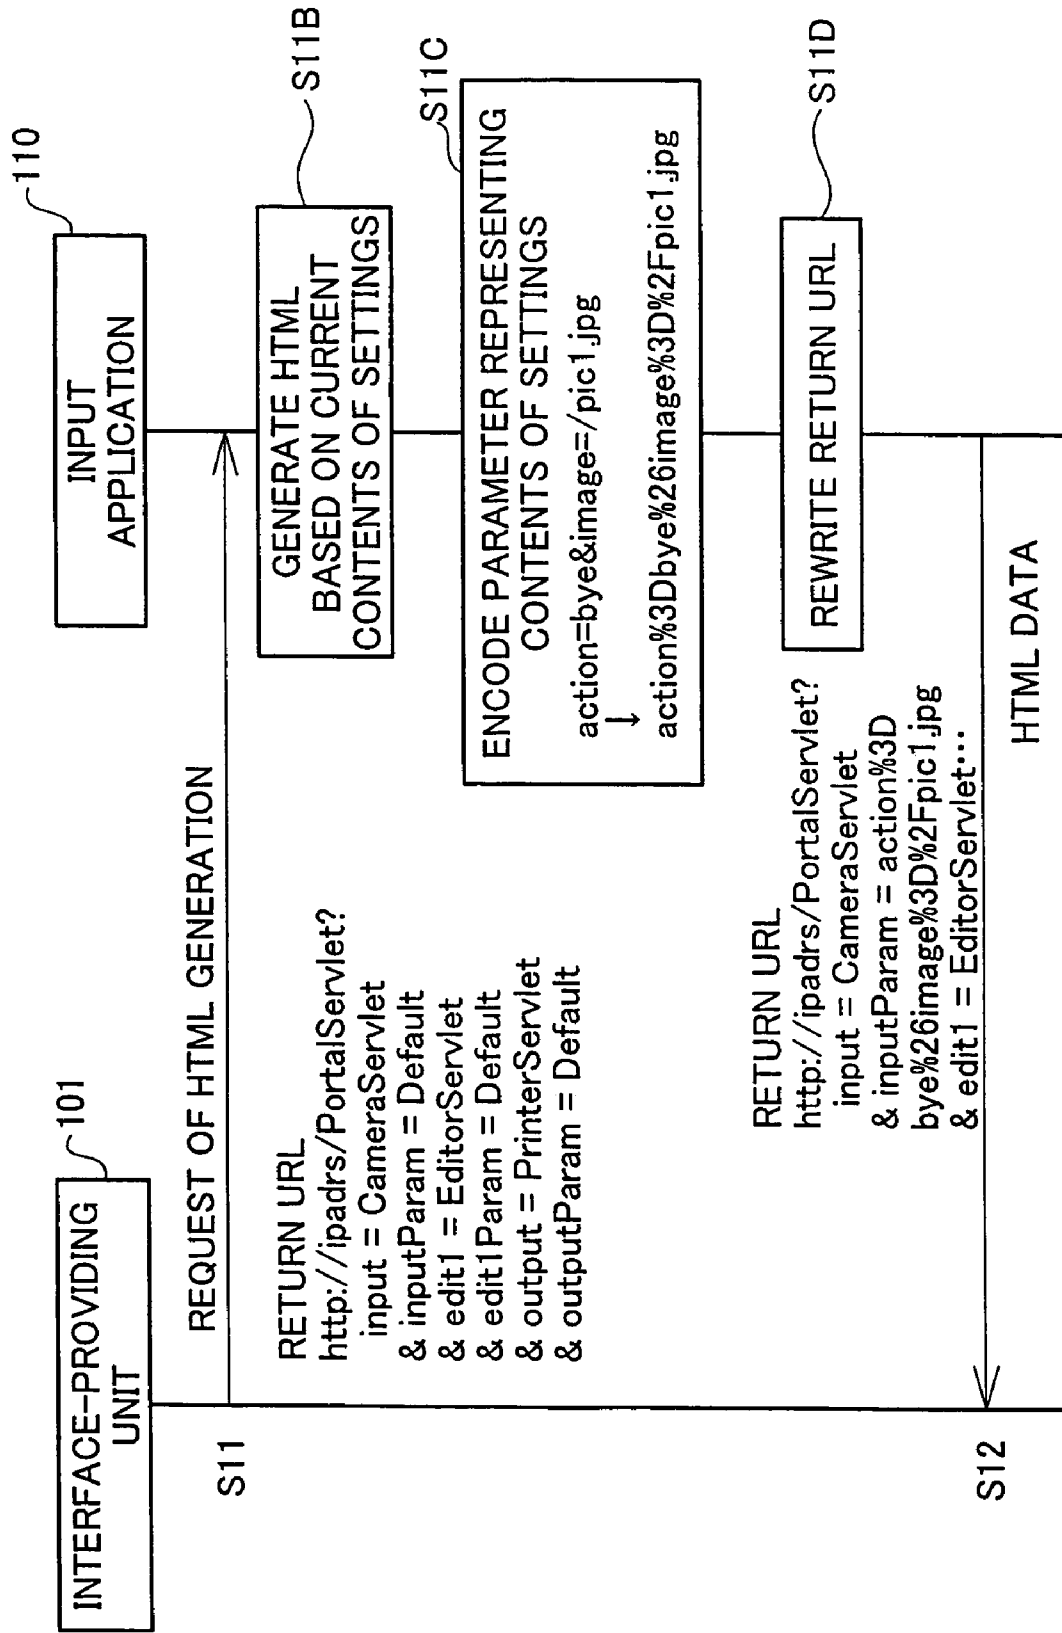 INTERFACE-PROVIDING
UNIT
101
INPUT
APPLICATION
110
S11
REQUEST OF HTML GENERATION
RETURN URL
http://ipadrs/PortalServlet?
input = CameraServlet
& inputParam = Default
& edit1 = EditorServlet
& edit1Param = Default
& output = PrinterServlet
& outputParam = Default
GENERATE HTML
BASED ON CURRENT
CONTENTS OF SETTINGS
S11B
ENCODE PARAMETER REPRESENTING
CONTENTS OF SETTINGS
action=bye&image=/pic1.jpg
↓
action%3Dbye%26image%3D%2Fpic1.jpg
S11C
REWRITE RETURN URL
S11D
RETURN URL
http://ipadrs/PortalServlet?
input = CameraServlet
& inputParam = action%3D
bye%26image%3D%2Fpic1.jpg
& edit1 = EditorServlet···
S12
HTML DATA